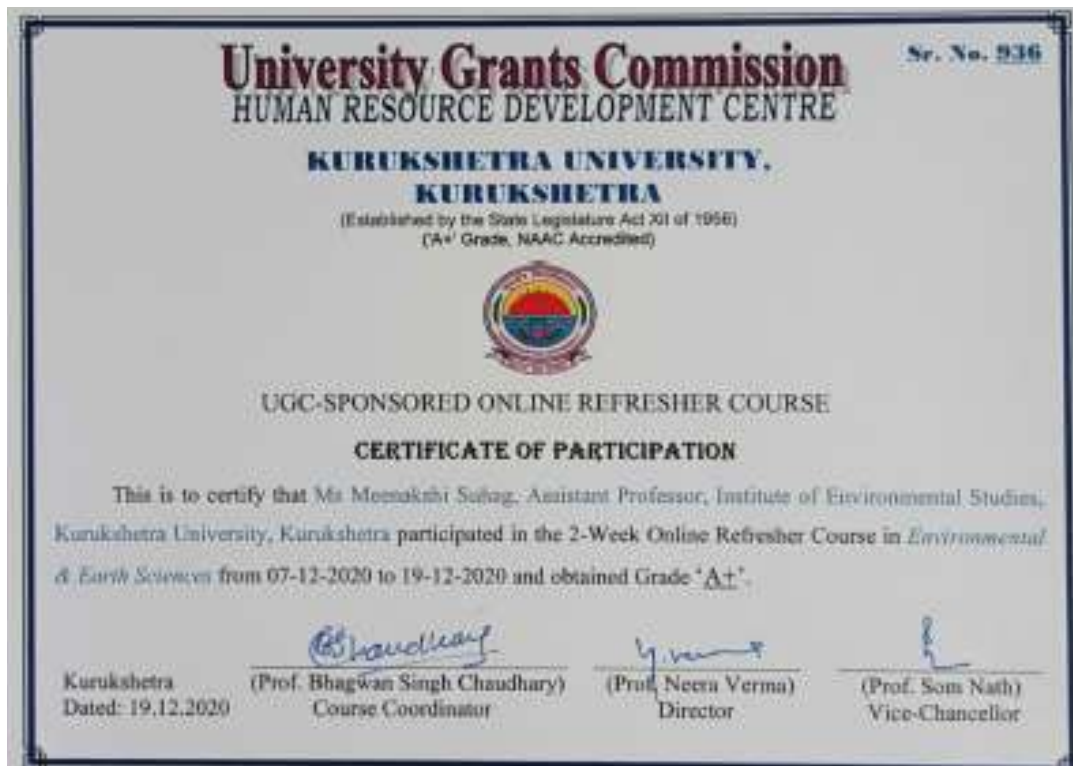 Sr. No. 936
University Grants Commission
HUMAN RESOURCE DEVELOPMENT CENTRE
KURUKSHETRA UNIVERSITY,
KURUKSHETRA
(Established by the State Legislature Act XII of 1956)
('A+' Grade, NAAC Accredited)
UGC-SPONSORED ONLINE REFRESHER COURSE
CERTIFICATE OF PARTICIPATION
This is to certify that Ms Meenakshi Suhag, Assistant Professor, Institute of Environmental Studies,
Kurukshetra University, Kurukshetra participated in the 2-Week Online Refresher Course in Environmental
& Earth Sciences from 07-12-2020 to 19-12-2020 and obtained Grade 'A+'.
BSChaudhary
Kurukshetra (Prof. Bhagwan Singh Chaudhary) (Prof. Neera Verma) (Prof. Som Nath)
Dated: 19.12.2020 Course Coordinator Director Vice-Chancellor